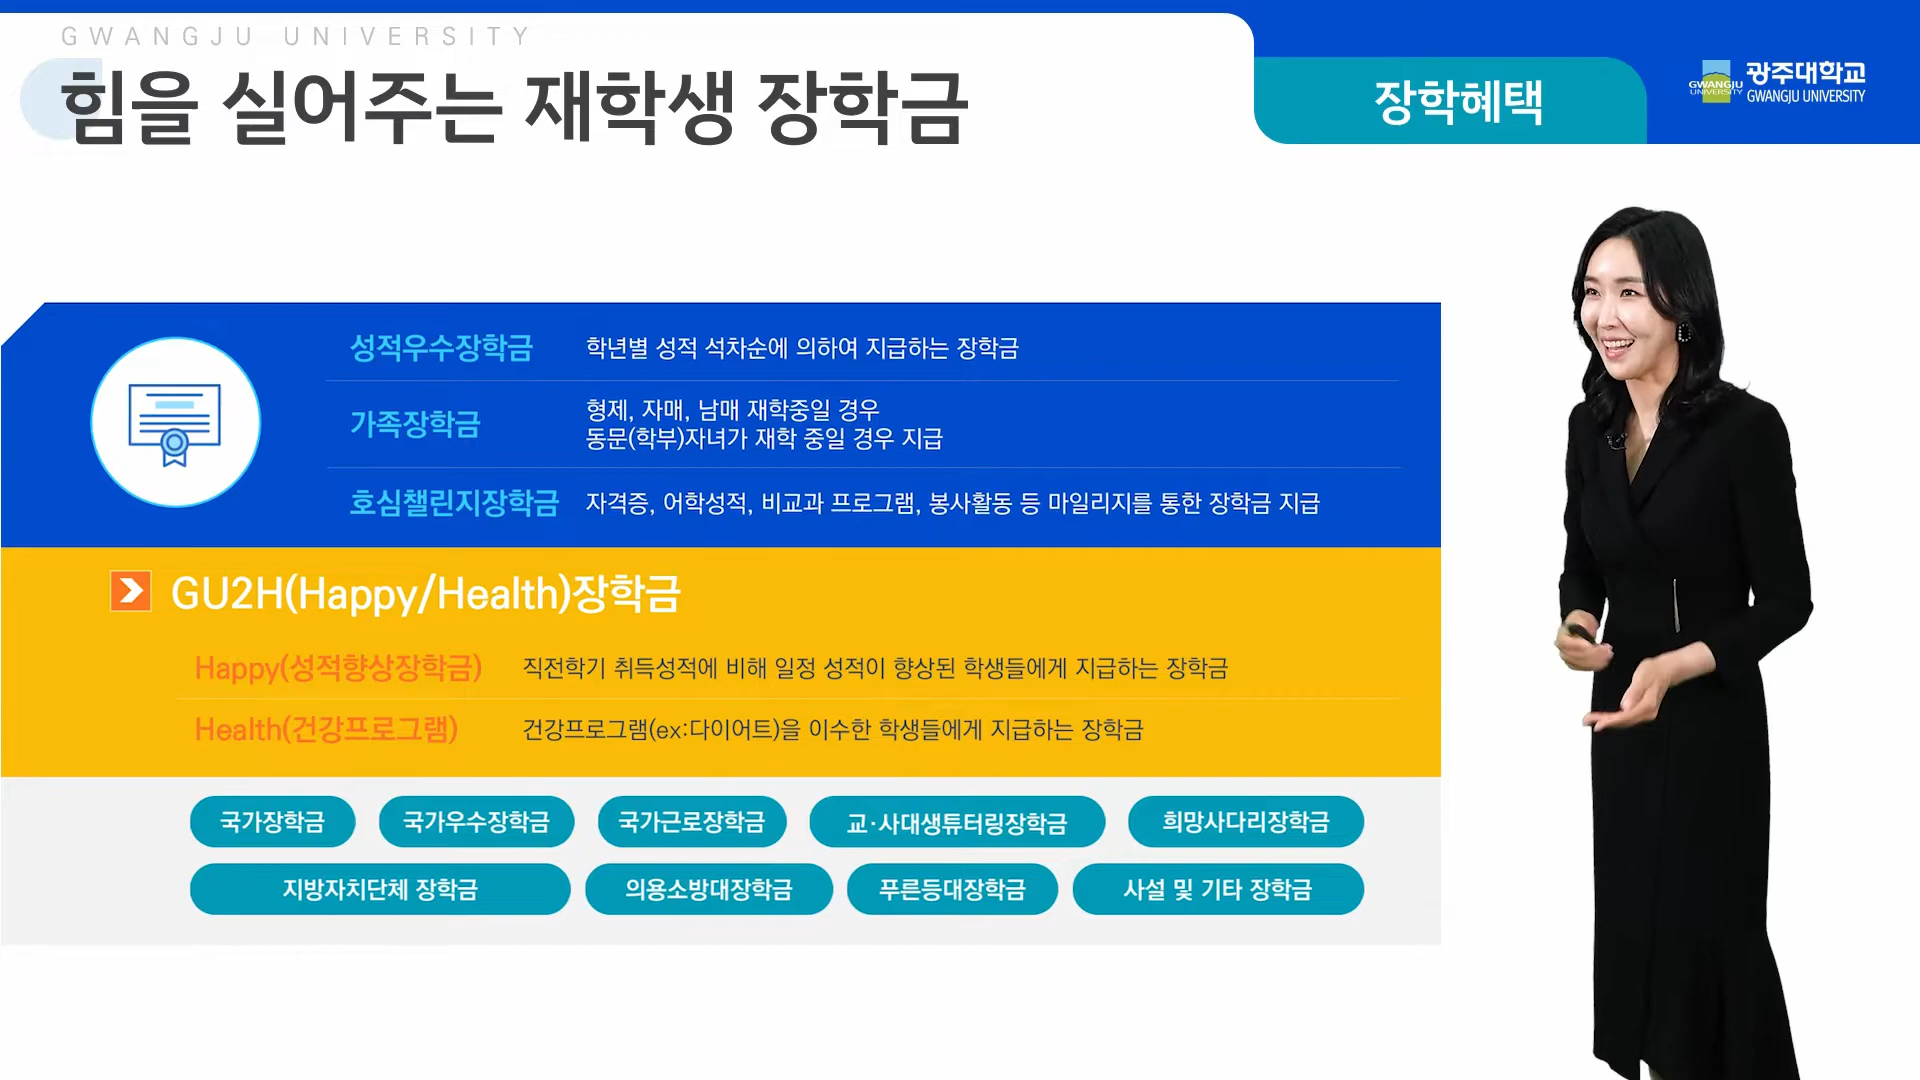 GWANGJU UNIVERSITY
힘을 실어주는 재학생 장학금
장학혜택
GWANGJU
UNIVERSITY
광주대학교
GWANGJU UNIVERSITY
성적우수장학금 학년별 성적 석차순에 의하여 지급하는 장학금
가족장학금
형제, 자매, 남매 재학중일 경우
동문(학부)자녀가 재학 중일 경우 지급
호심챌린지장학금 자격증, 어학성적, 비교과 프로그램, 봉사활동 등 마일리지를 통한 장학금 지급
GU2H(Happy/Health)장학금
Happy(성적향상장학금) 직전학기 취득성적에 비해 일정 성적이 향상된 학생들에게 지급하는 장학금
Health(건강프로그램) 건강프로그램(ex:다이어트)을 이수한 학생들에게 지급하는 장학금
국가장학금 국가우수장학금 국가근로장학금 교·사대생튜터링장학금 희망사다리장학금
지방자치단체 장학금 의용소방대장학금 푸른등대장학금 사설 및 기타 장학금